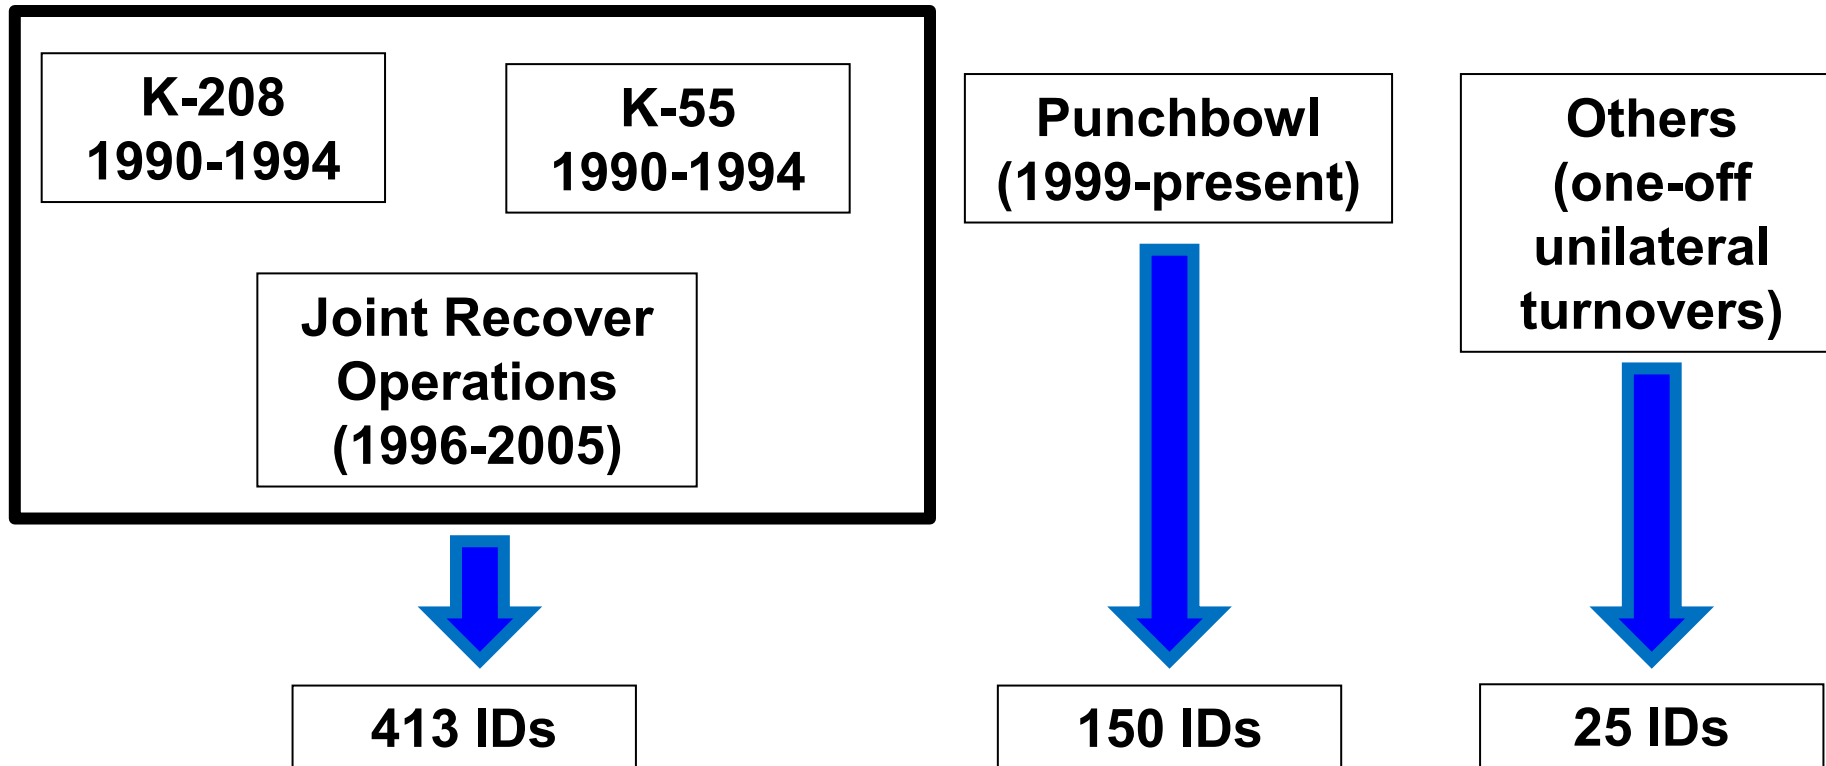 K-208
1990-1994
K-55
1990-1994
Joint Recover
Operations
(1996-2005)
Punchbowl
(1999-present)
Others
(one-off
unilateral
turnovers)
413 IDs
150 IDs
25 IDs